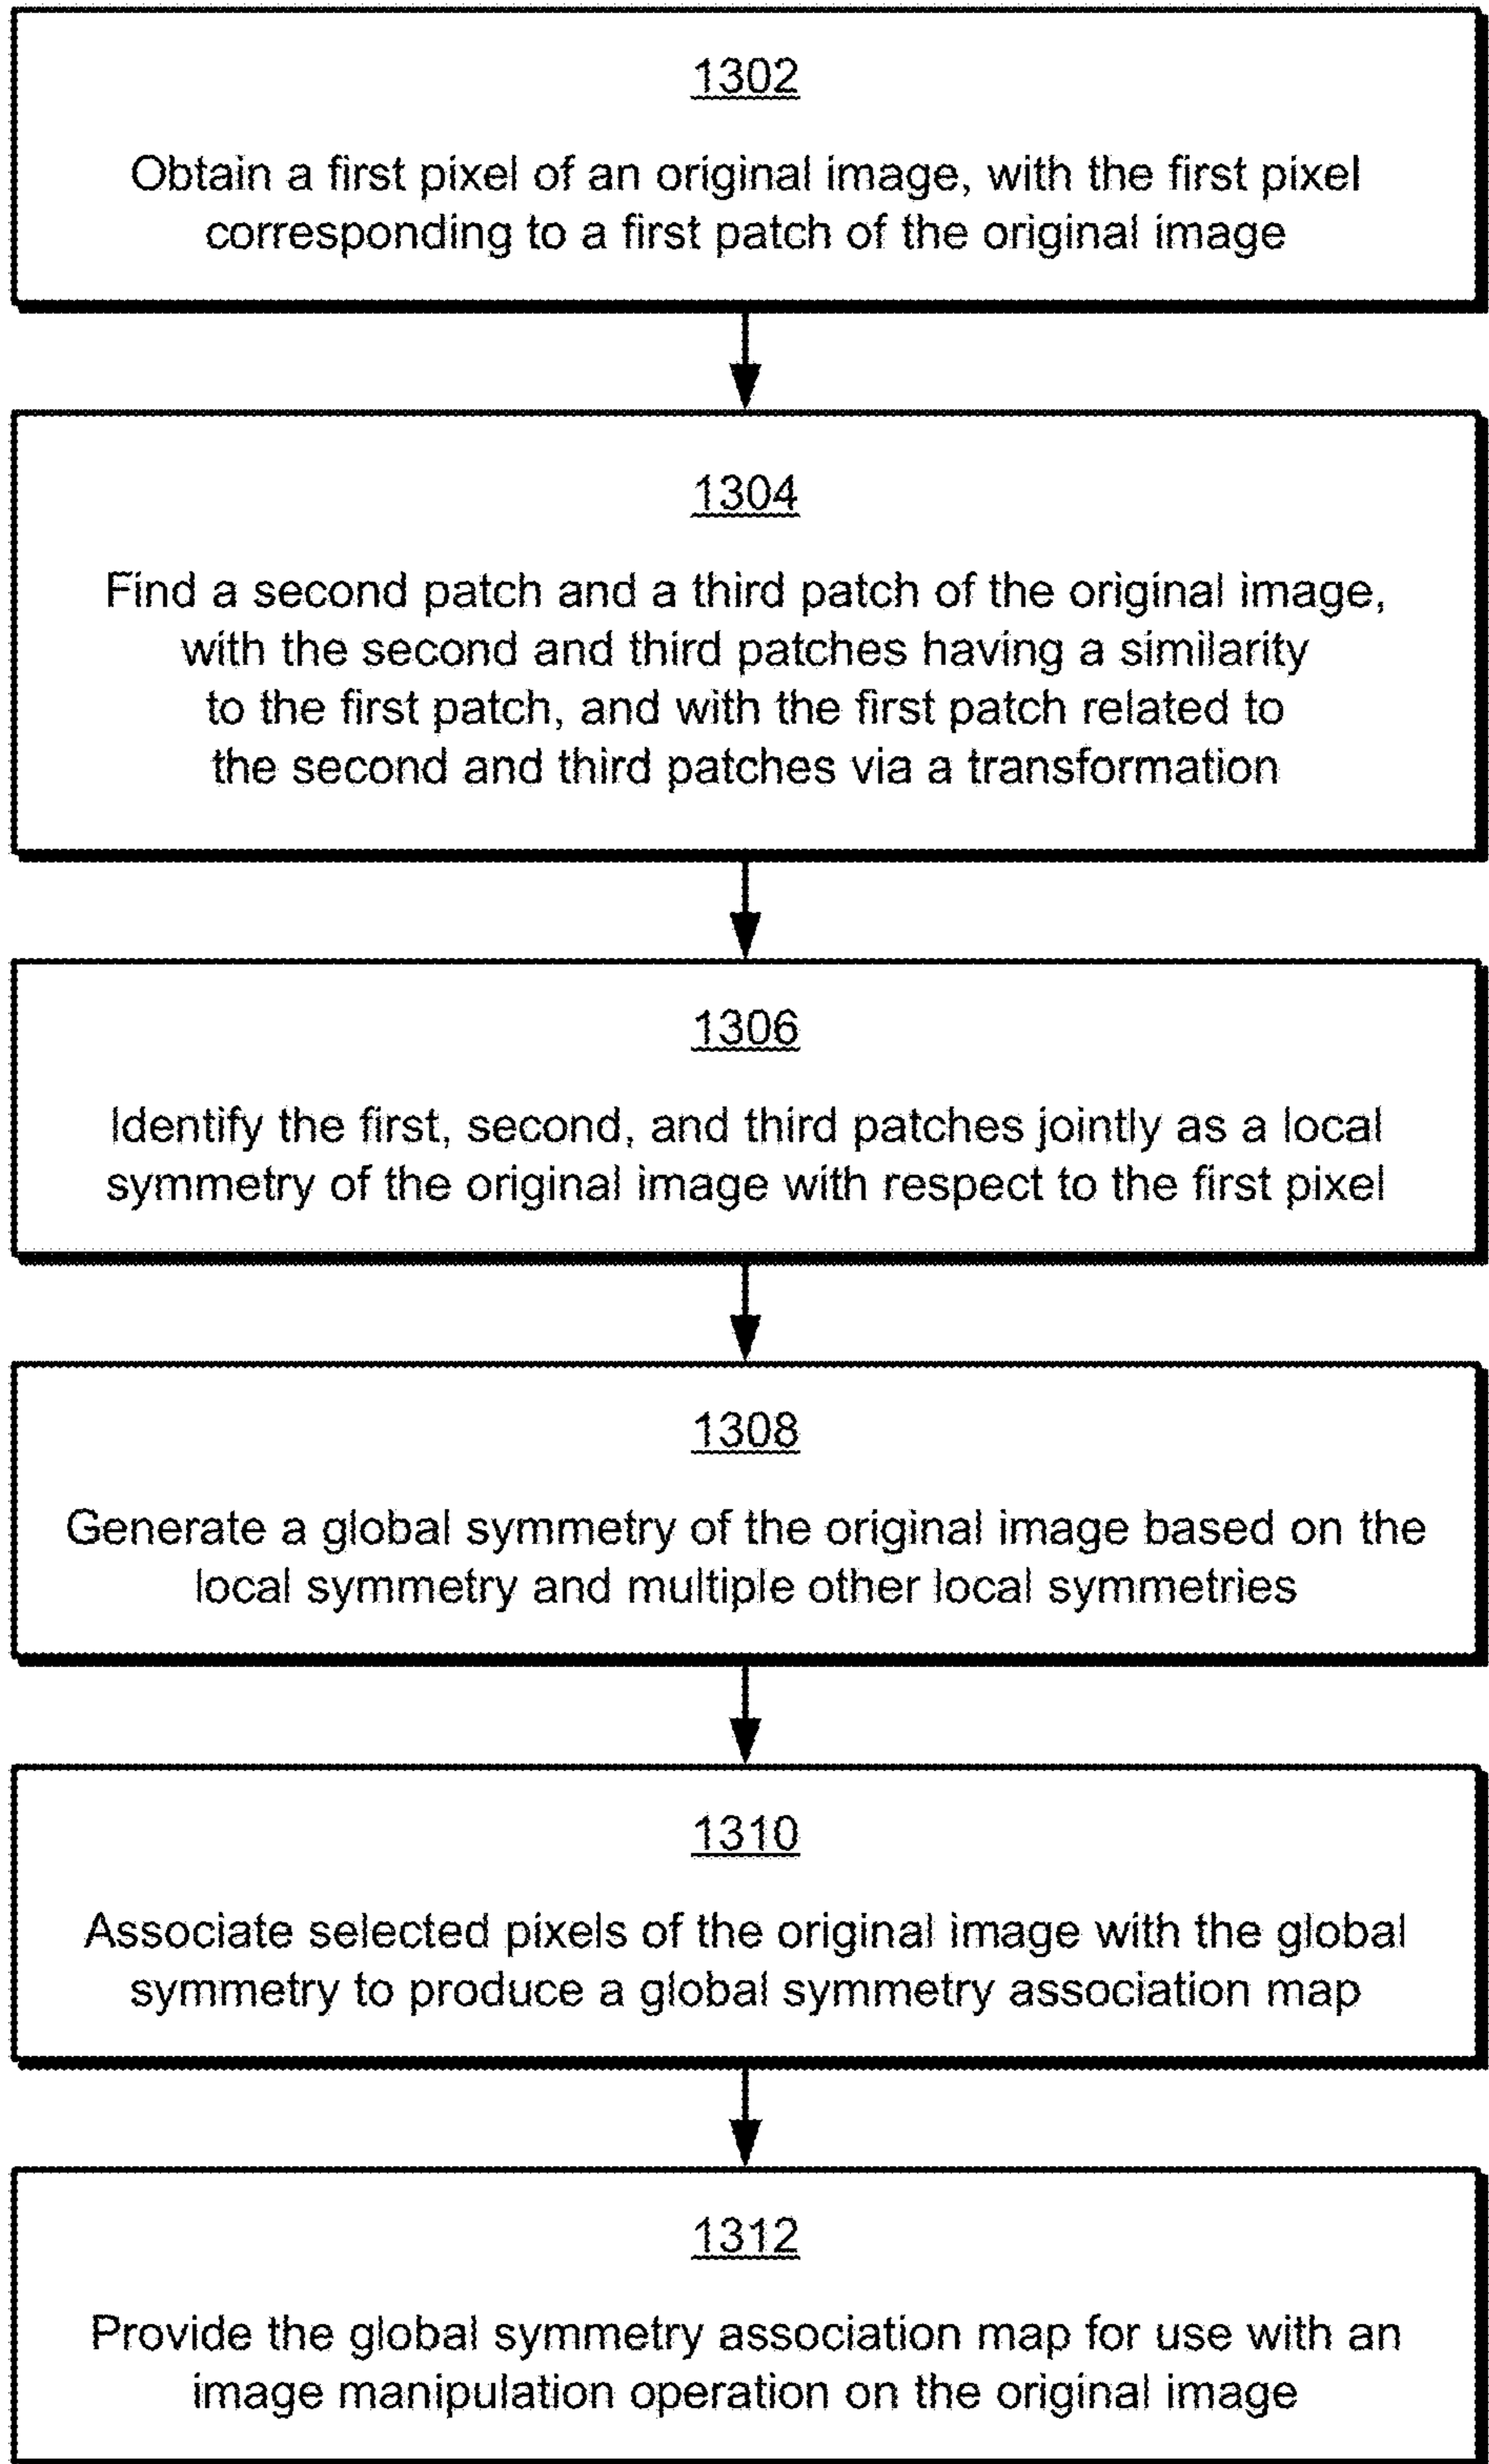 1302
Obtain a first pixel of an original image, with the first pixel
corresponding to a first patch of the original image
1304
Find a second patch and a third patch of the original image,
with the second and third patches having a similarity
to the first patch, and with the first patch related to
the second and third patches via a transformation
1306
Identify the first, second, and third patches jointly as a local
symmetry of the original image with respect to the first pixel
1308
Generate a global symmetry of the original image based on the
local symmetry and multiple other local symmetries
1310
Associate selected pixels of the original image with the global
symmetry to produce a global symmetry association map
1312
Provide the global symmetry association map for use with an
image manipulation operation on the original image